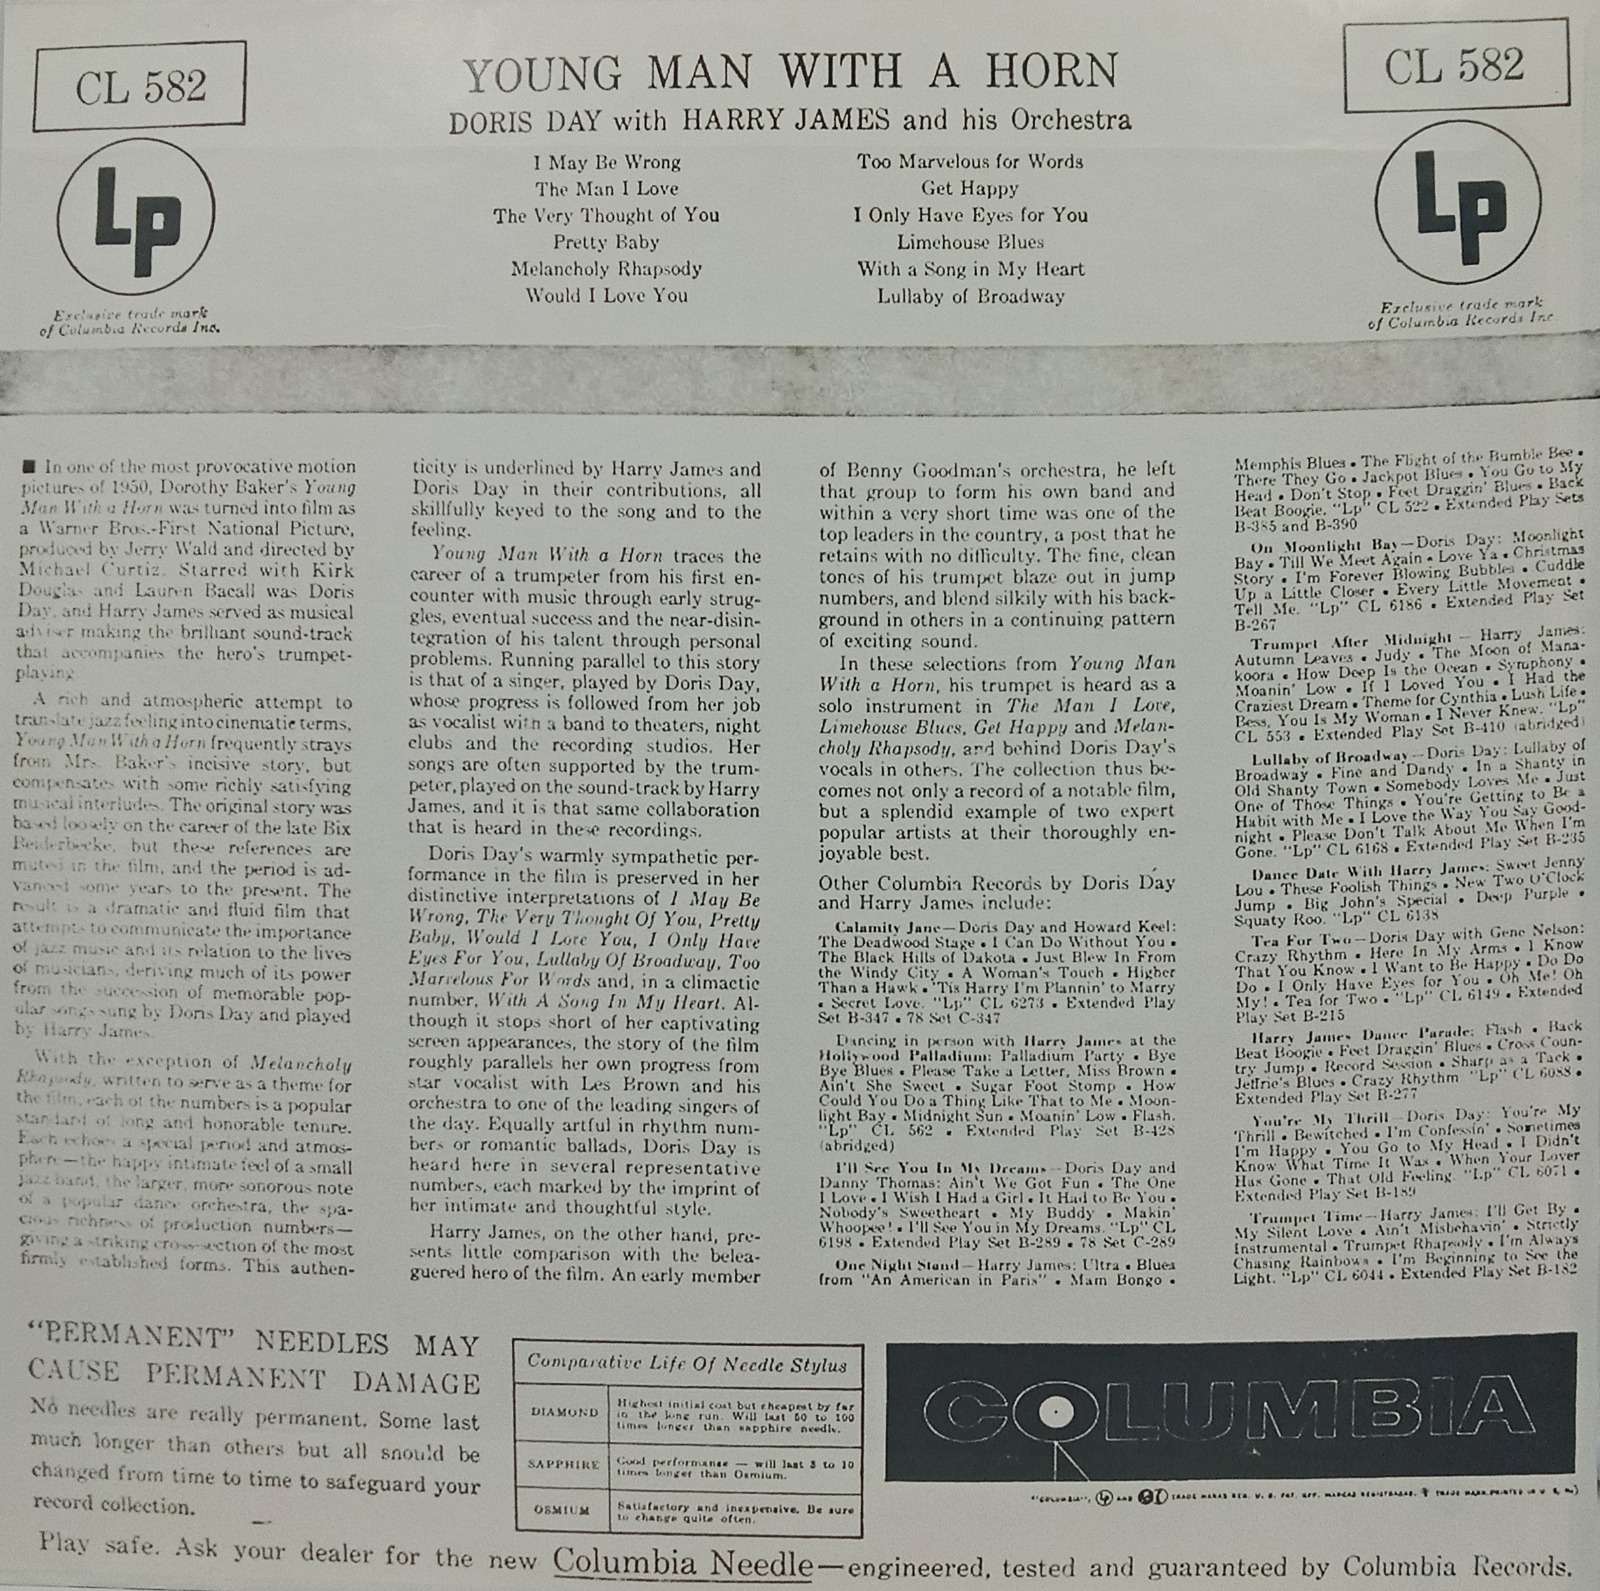 CL 582
YOUNG MAN WITH A HORN
CL 582
DORIS DAY with HARRY JAMES and his Orchestra
I May Be Wrong
The Man I Love
The Very Thought of You
Pretty Baby
Melancholy Rhapsody
Would I Love You
Too Marvelous for Words
Get Happy
I Only Have Eyes for You
Limehouse Blues
With a Song in My Heart
Lullaby of Broadway
Lp
Exclusive trade mark
of Columbia Records Inc.
Lp
Exclusive trade mark
of Columbia Records Inc
■ In one of the most provocative motion
pictures of 1950, Dorothy Baker's Young
Man With a Horn was turned into film as
a Warner Bros.-First National Picture,
produced by Jerry Wald and directed by
Michael Curtiz. Starred with Kirk
Douglas and Lauren Bacall was Doris
Day, and Harry James served as musical
adviser making the brilliant sound-track
that accompanies the hero's trumpet-
playing.
A rich and atmospheric attempt to
translate jazz feeling into cinematic terms,
Young Man With a Horn frequently strays
from Mrs. Baker's incisive story, but
compensates with some richly satisfying
musical interludes. The original story was
based loosely on the career of the late Bix
Beiderbecke, but these references are
muted in the film, and the period is ad-
vanced some years to the present. The
result is a dramatic and fluid film that
attempts to communicate the importance
of jazz music and its relation to the lives
of musicians, deriving much of its power
from the succession of memorable pop-
ular songs sung by Doris Day and played
by Harry James.
With the exception of Melancholy
Rhapsody, written to serve as a theme for
the film, each of the numbers is a popular
standard of long and honorable tenure.
Each echoes a special period and atmos-
phere—the happy intimate feel of a small
jazz band, the larger, more sonorous note
of a popular dance orchestra, the spa-
cious richness of production numbers—
giving a striking cross-section of the most
firmly established forms. This authen-
ticity is underlined by Harry James and
Doris Day in their contributions, all
skillfully keyed to the song and to the
feeling.
Young Man With a Horn traces the
career of a trumpeter from his first en-
counter with music through early strug-
gles, eventual success and the near-disin-
tegration of his talent through personal
problems. Running parallel to this story
is that of a singer, played by Doris Day,
whose progress is followed from her job
as vocalist with a band to theaters, night
clubs and the recording studios. Her
songs are often supported by the trum-
peter, played on the sound-track by Harry
James, and it is that same collaboration
that is heard in these recordings.
Doris Day's warmly sympathetic per-
formance in the film is preserved in her
distinctive interpretations of I May Be
Wrong, The Very Thought Of You, Pretty
Baby, Would I Love You, I Only Have
Eyes For You, Lullaby Of Broadway, Too
Marvelous For Words and, in a climactic
number, With A Song In My Heart. Al-
though it stops short of her captivating
screen appearances, the story of the film
roughly parallels her own progress from
star vocalist with Les Brown and his
orchestra to one of the leading singers of
the day. Equally artful in rhythm num-
bers or romantic ballads, Doris Day is
heard here in several representative
numbers, each marked by the imprint of
her intimate and thoughtful style.
Harry James, on the other hand, pre-
sents little comparison with the belea-
guered hero of the film. An early member
of Benny Goodman's orchestra, he left
that group to form his own band and
within a very short time was one of the
top leaders in the country, a post that he
retains with no difficulty. The fine, clean
tones of his trumpet blaze out in jump
numbers, and blend silkily with his back-
ground in others in a continuing pattern
of exciting sound.
In these selections from Young Man
With a Horn, his trumpet is heard as a
solo instrument in The Man I Love,
Limehouse Blues, Get Happy and Melan-
choly Rhapsody, and behind Doris Day's
vocals in others. The collection thus be-
comes not only a record of a notable film,
but a splendid example of two expert
popular artists at their thoroughly en-
joyable best.
Other Columbia Records by Doris Day
and Harry James include:
Calamity Jane—Doris Day and Howard Keel:
The Deadwood Stage • I Can Do Without You •
The Black Hills of Dakota • Just Blew In From
the Windy City • A Woman's Touch • Higher
Than a Hawk • 'Tis Harry I'm Plannin' to Marry
• Secret Love. "Lp" CL 6273 • Extended Play
Set B-347 • 78 Set C-347
Dancing in person with Harry James at the
Hollywood Palladium: Palladium Party • Bye
Bye Blues • Please Take a Letter, Miss Brown •
Ain't She Sweet • Sugar Foot Stomp • How
Could You Do a Thing Like That to Me • Moon-
light Bay • Midnight Sun • Moanin' Low • Flash.
"Lp" CL 562 • Extended Play Set B-428
(abridged)
I'll See You In My Dreams—Doris Day and
Danny Thomas: Ain't We Got Fun • The One
I Love • I Wish I Had a Girl • It Had to Be You •
Nobody's Sweetheart • My Buddy • Makin'
Whoopee! • I'll See You in My Dreams. "Lp" CL
6198 • Extended Play Set B-289 • 78 Set C-289
One Night Stand—Harry James: Ultra • Blues
from "An American in Paris" • Mam Bongo •
Memphis Blues • The Flight of the Bumble Bee •
There They Go • Jackpot Blues • You Go to My
Head • Don't Stop • Feet Draggin' Blues • Back
Beat Boogie. "Lp" CL 522 • Extended Play Sets
B-385 and B-390
On Moonlight Bay—Doris Day: Moonlight
Bay • Till We Meet Again • Love Ya • Christmas
Story • I'm Forever Blowing Bubbles • Cuddle
Up a Little Closer • Every Little Movement •
Tell Me. "Lp" CL 6186 • Extended Play Set
B-267
Trumpet After Midnight—Harry James:
Autumn Leaves • Judy • The Moon of Mana-
koora • How Deep Is the Ocean • Symphony •
Moanin' Low • If I Loved You • I Had the
Craziest Dream • Theme for Cynthia • Lush Life •
Bess, You Is My Woman • I Never Knew. "Lp"
CL 553 • Extended Play Set B-410 (abridged)
Lullaby of Broadway—Doris Day: Lullaby of
Broadway • Fine and Dandy • In a Shanty in
Old Shanty Town • Somebody Loves Me • Just
One of Those Things • You're Getting to Be a
Habit with Me • I Love the Way You Say Good-
night • Please Don't Talk About Me When I'm
Gone. "Lp" CL 6168 • Extended Play Set B-235
Dance Date With Harry James: Sweet Jenny
Lou • These Foolish Things • New Two O'Clock
Jump • Big John's Special • Deep Purple •
Squaty Roo. "Lp" CL 6138
Tea For Two—Doris Day with Gene Nelson:
Crazy Rhythm • Here In My Arms • I Know
That You Know • I Want to Be Happy • Do Do
Do • I Only Have Eyes for You • Oh Me! Oh
My! • Tea for Two • "Lp" CL 6149 • Extended
Play Set B-215
Harry James Dance Parade: Flash • Back
Beat Boogie • Feet Draggin' Blues • Cross Coun-
try Jump • Record Session • Sharp as a Tack •
Jeffrie's Blues • Crazy Rhythm "Lp" CL 6088 •
Extended Play Set B-277
You're My Thrill—Doris Day: You're My
Thrill • Bewitched • I'm Confessin' • Sometimes
I'm Happy • You Go to My Head • I Didn't
Know What Time It Was • When Your Lover
Has Gone • That Old Feeling. "Lp" CL 6071 •
Extended Play Set B-189
Trumpet Time—Harry James: I'll Get By •
My Silent Love • Ain't Misbehavin' • Strictly
Instrumental • Trumpet Rhapsody • I'm Always
Chasing Rainbows • I'm Beginning to See the
Light. "Lp" CL 6044 • Extended Play Set B-182
"PERMANENT" NEEDLES MAY
CAUSE PERMANENT DAMAGE
No needles are really permanent. Some last
much longer than others but all should be
changed from time to time to safeguard your
record collection.
Comparative Life Of Needle Stylus
DIAMOND
Highest initial cost but cheapest by far
in the long run. Will last 50 to 100
times longer than sapphire needle.
SAPPHIRE
Good performance — will last 5 to 10
times longer than Osmium.
OSMIUM
Satisfactory and inexpensive. Be sure
to change quite often.
COLUMBIA
"COLUMBIA", Lp AND TRADE MARKS REG. U. S. PAT. OFF. MARCAS REGISTRADAS. TRADE MARK. PRINTED IN U. S. A.
Play safe. Ask your dealer for the new Columbia Needle—engineered, tested and guaranteed by Columbia Records.